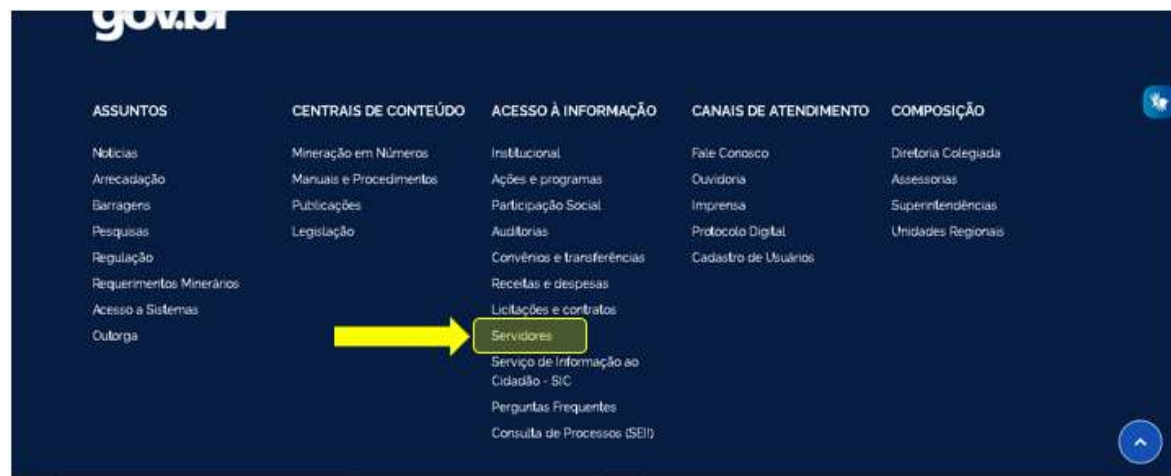 gov.br
ASSUNTOS
Notícias
Arrecadação
Barragens
Pesquisas
Regulação
Requerimentos Minerários
Acesso a Sistemas
Outorga
CENTRAIS DE CONTEÚDO
Mineração em Números
Manuais e Procedimentos
Publicações
Legislação
ACESSO À INFORMAÇÃO
Institucional
Ações e programas
Participação Social
Auditorias
Convênios e transferências
Receitas e despesas
Licitações e contratos
Servidores
Serviço de Informação ao
Cidadão - SIC
Perguntas Frequentes
Consulta de Processos (SEI!)
CANAIS DE ATENDIMENTO
Fale Conosco
Ouvidoria
Imprensa
Protocolo Digital
Cadastro de Usuários
COMPOSIÇÃO
Diretoria Colegiada
Assessorias
Superintendências
Unidades Regionais